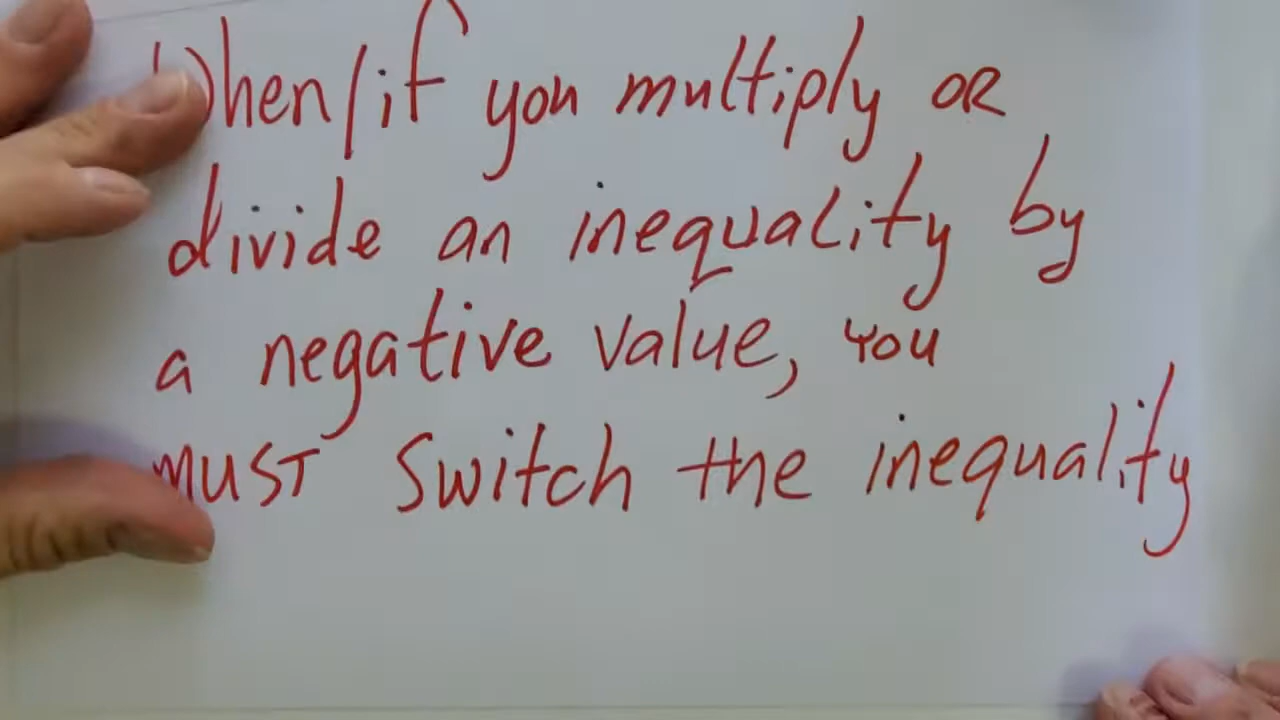 When/if you multiply OR
divide an inequality by
a negative value, you
MUST Switch the inequality